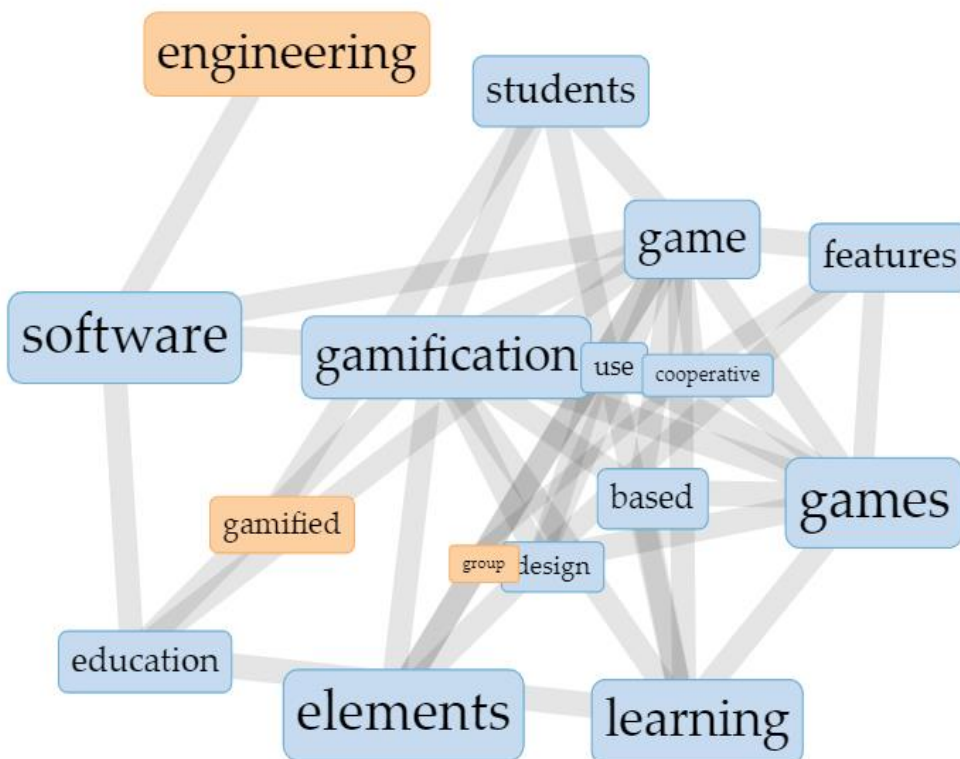 engineering
students
game
features
software
gamification
use
cooperative
games
based
gamified
group
design
education
elements
learning